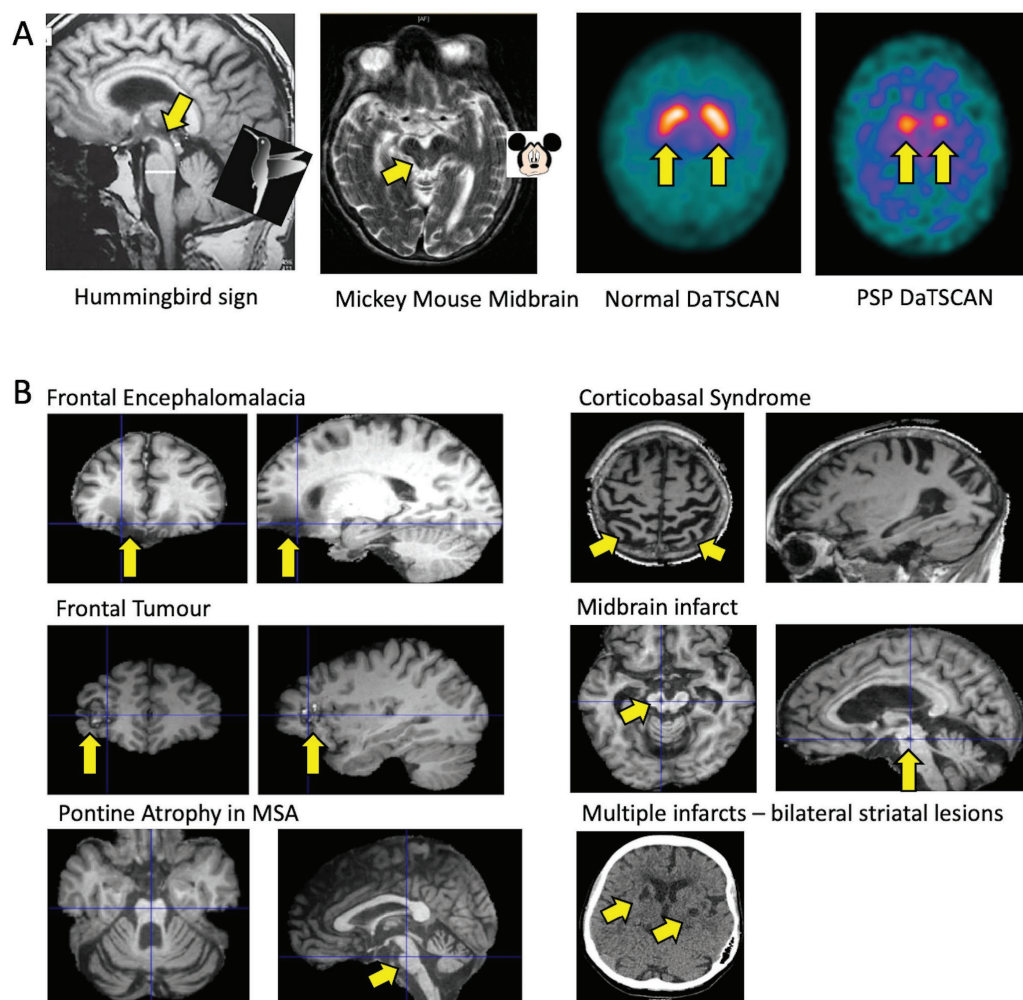 A
[AF]
Hummingbird sign
Mickey Mouse Midbrain
Normal DaTSCAN
PSP DaTSCAN
B
Frontal Encephalomalacia
Corticobasal Syndrome
Frontal Tumour
Midbrain infarct
Pontine Atrophy in MSA
Multiple infarcts – bilateral striatal lesions